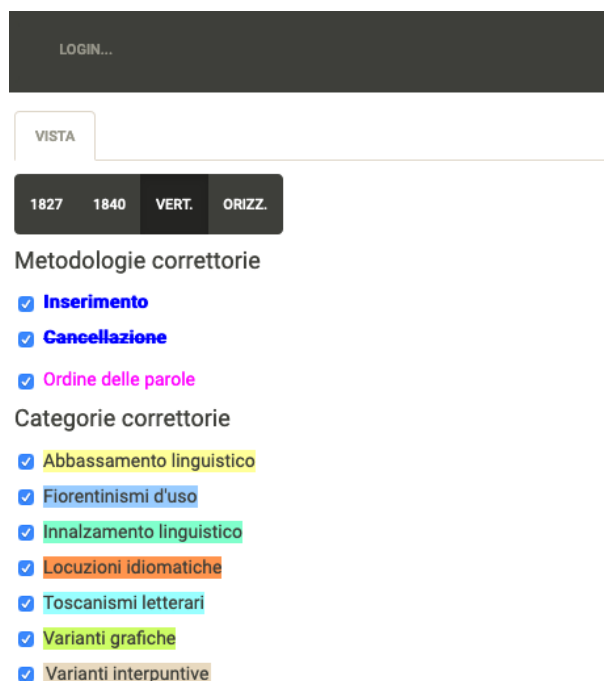 LOGIN...
VISTA
1827 1840 VERT. ORIZZ.
Metodologie correttorie
Inserimento
Cancellazione
Ordine delle parole
Categorie correttorie
Abbassamento linguistico
Fiorentinismi d'uso
Innalzamento linguistico
Locuzioni idiomatiche
Toscanismi letterari
Varianti grafiche
Varianti interpuntive